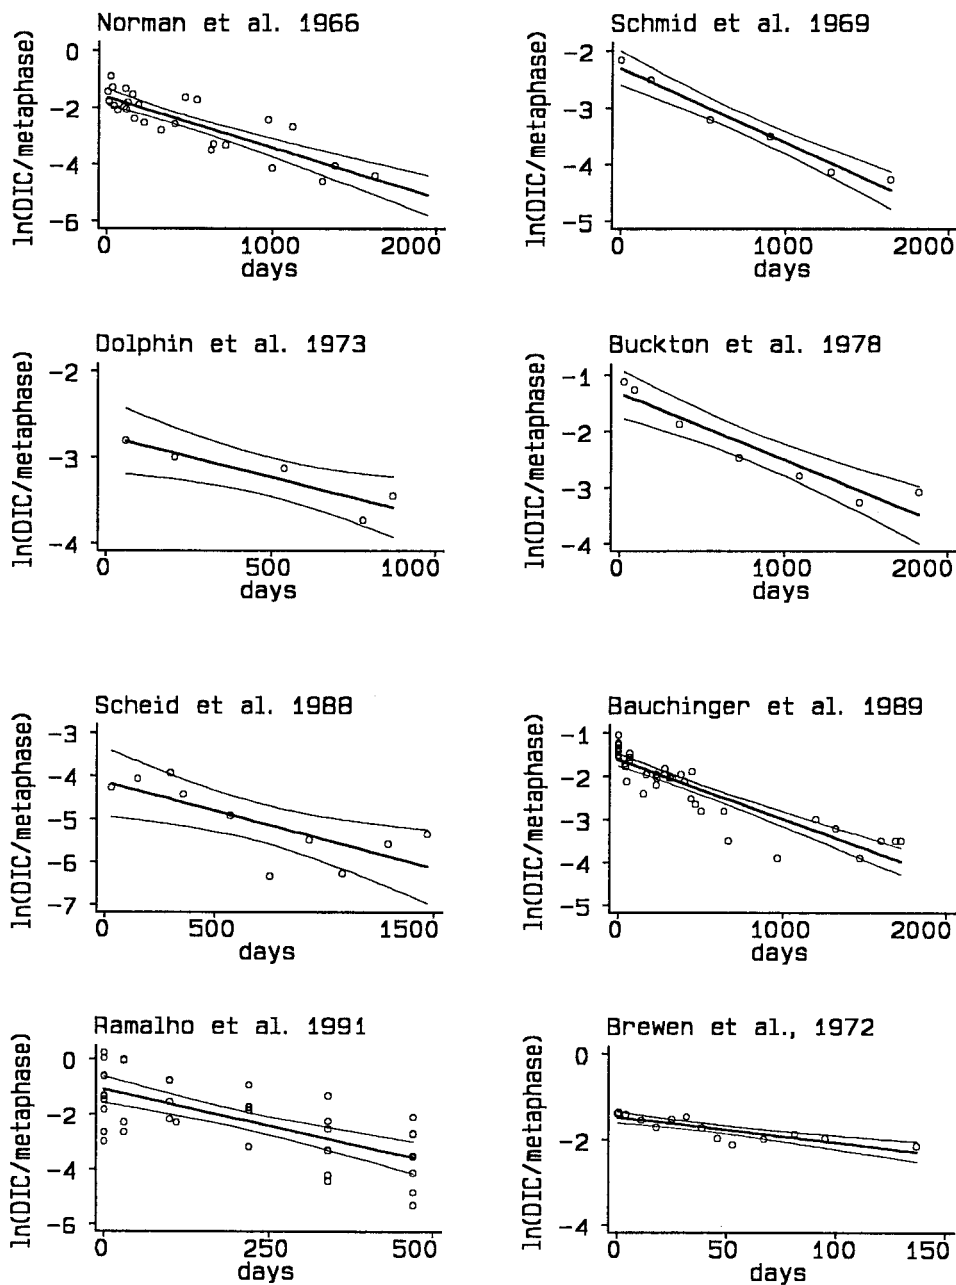 Norman et al. 1966
0
-2
-4
-6
ln(DIC/metaphase)
0 1000 2000
days
Schmid et al. 1969
-2
-3
-4
-5
ln(DIC/metaphase)
0 1000 2000
days
Dolphin et al. 1973
-2
-3
-4
ln(DIC/metaphase)
0 500 1000
days
Buckton et al. 1978
-1
-2
-3
-4
ln(DIC/metaphase)
0 1000 2000
days
Scheid et al. 1988
-3
-4
-5
-6
-7
ln(DIC/metaphase)
0 500 1500
days
Bauchinger et al. 1989
-1
-2
-3
-4
-5
ln(DIC/metaphase)
0 1000 2000
days
Ramalho et al. 1991
0
-2
-4
-6
ln(DIC/metaphase)
0 250 500
days
Brewen et al., 1972
0
-2
-4
ln(DIC/metaphase)
0 50 100 150
days